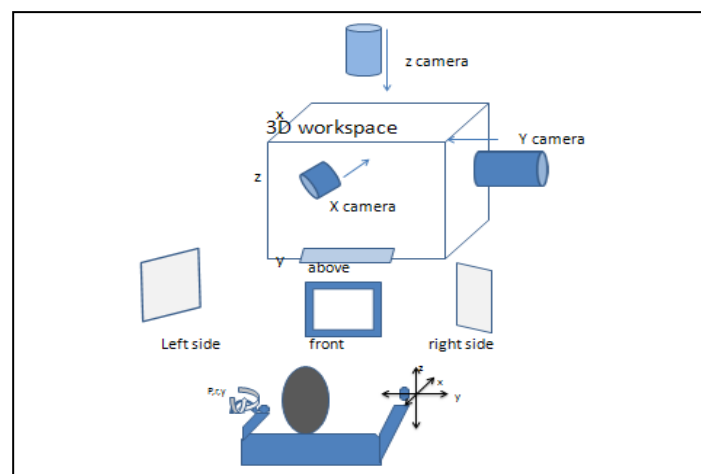 z camera
x
3D workspace
Y camera
z
X camera
y
above
Left side
front
right side
z
x
P,r,y
y